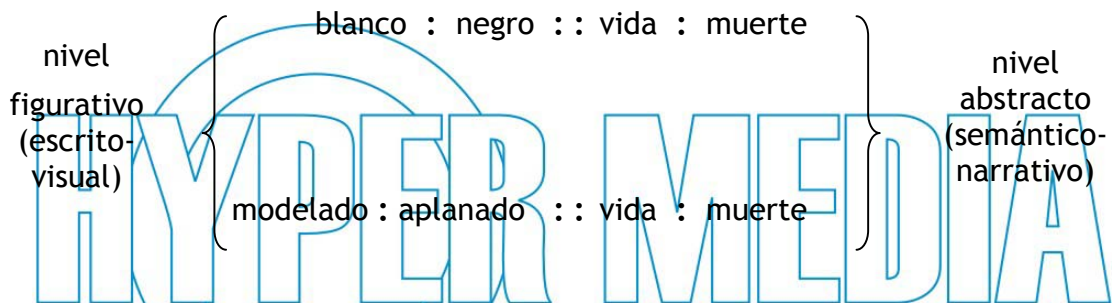 blanco : negro :: vida : muerte
nivel
figurativo
(escrito-
visual)
nivel
abstracto
(semántico-
narrativo)
modelado : aplanado :: vida : muerte
HYPER MEDIA